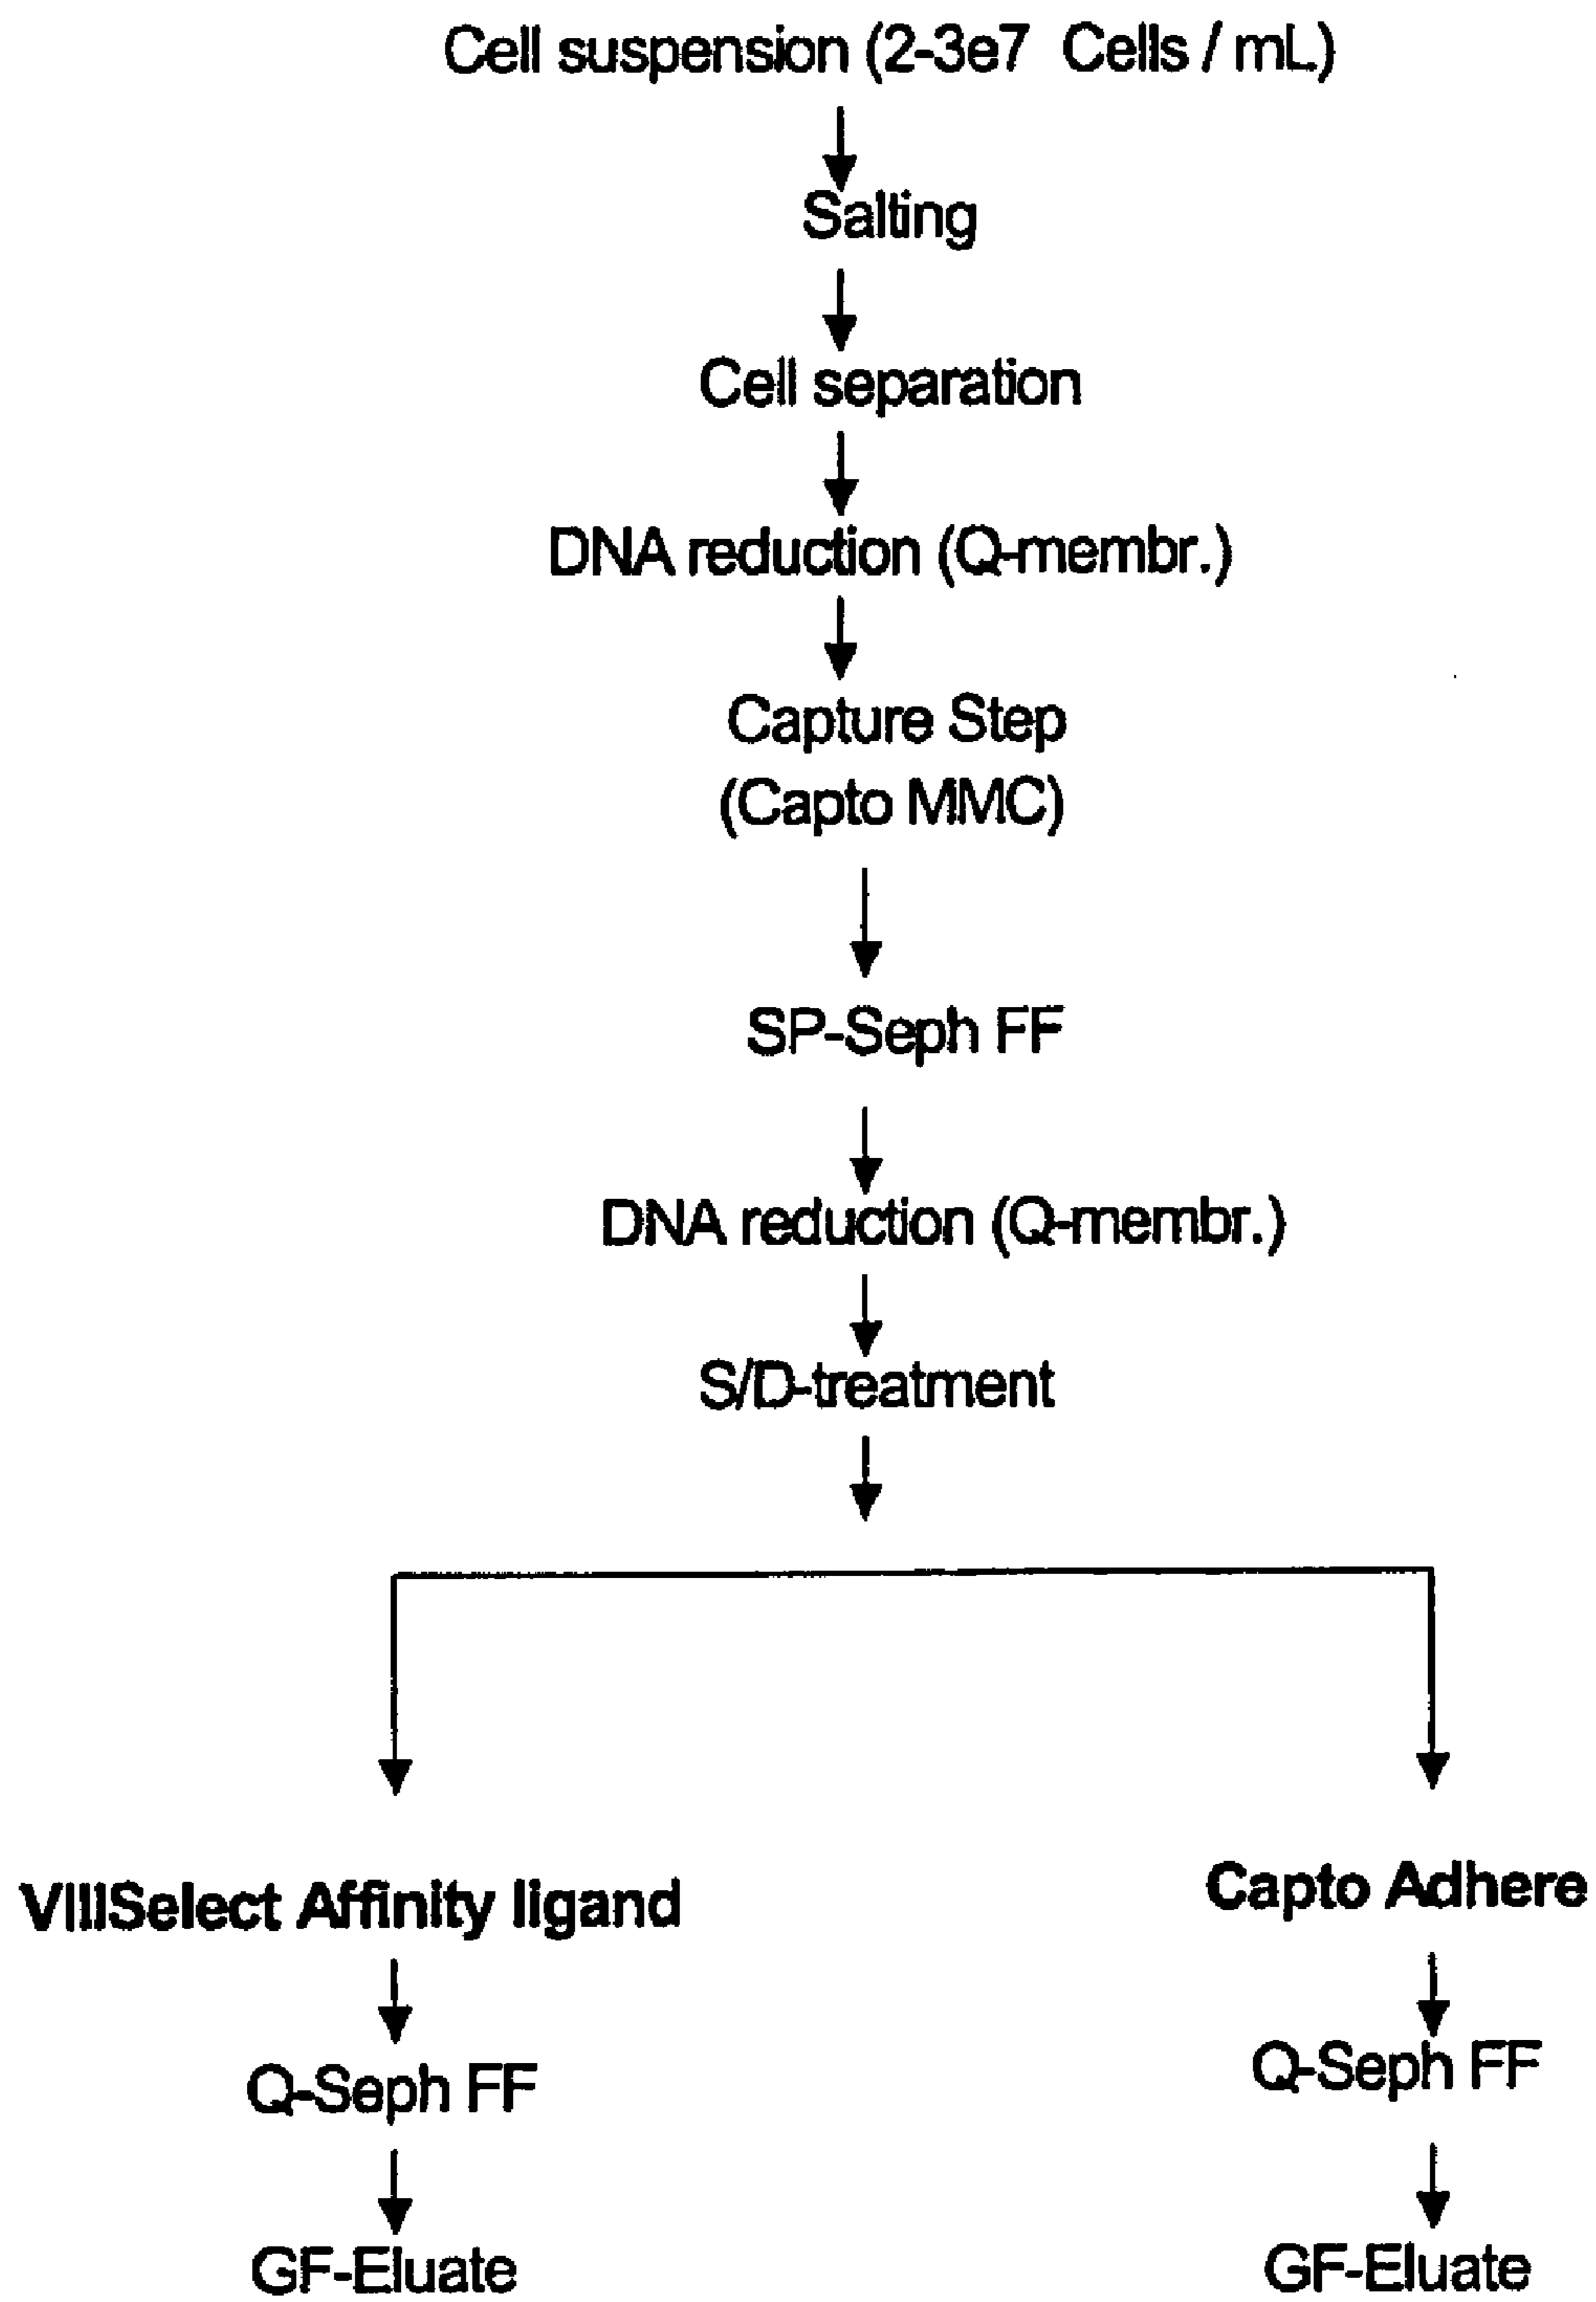 Cell suspension (2-3e7 Cells / mL)
Salting
Cell separation
DNA reduction (Q-membr.)
Capture Step
(Capto MMC)
SP-Seph FF
DNA reduction (Q-membr.)
S/D-treatment
VIIISelect Affinity ligand
Capto Adhere
Q-Seph FF
Q-Seph FF
GF-Eluate
GF-Eluate